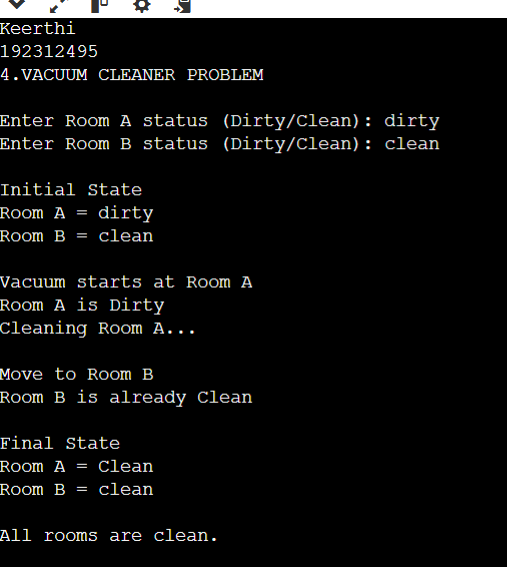 Keerthi
192312495
4.VACUUM CLEANER PROBLEM
Enter Room A status (Dirty/Clean): dirty
Enter Room B status (Dirty/Clean): clean
Initial State
Room A = dirty
Room B = clean
Vacuum starts at Room A
Room A is Dirty
Cleaning Room A...
Move to Room B
Room B is already Clean
Final State
Room A = Clean
Room B = clean
All rooms are clean.